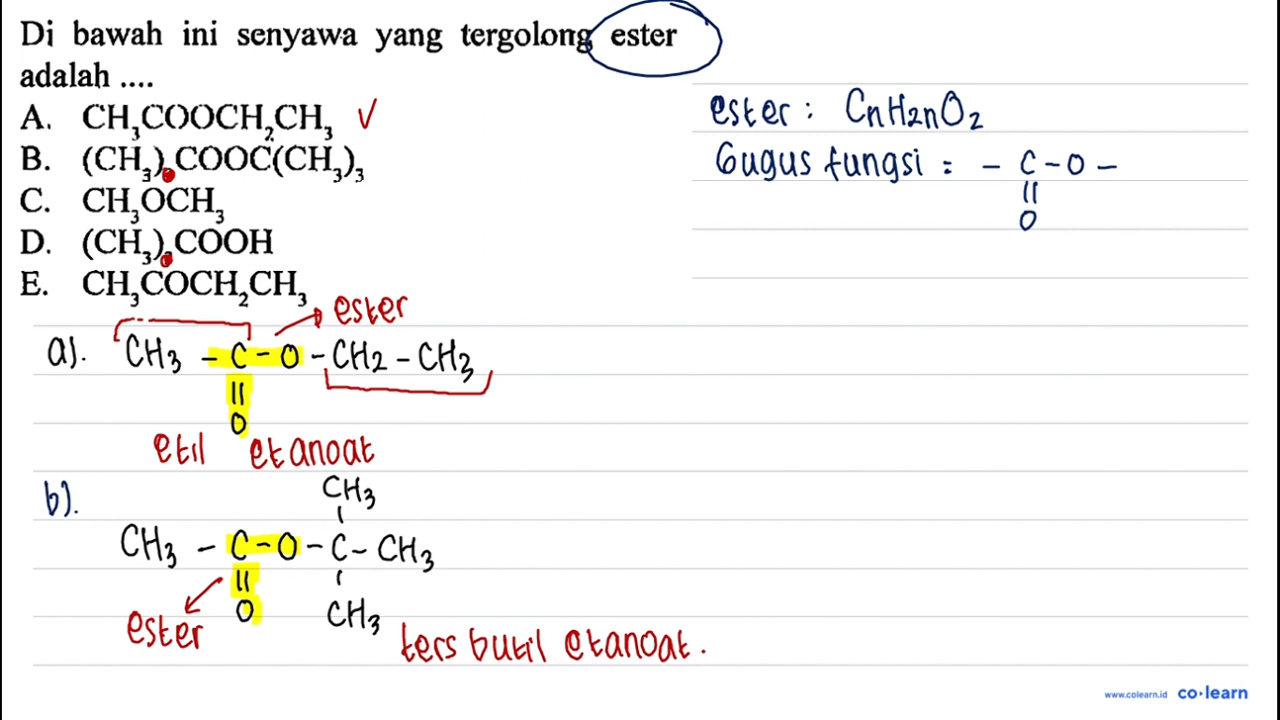 Di bawah ini senyawa yang tergolong ester
adalah ....
A. CH₃COOCH₂CH₃ ✓
B. (CH₃)₃COOC(CH₃)₃
C. CH₃OCH₃
D. (CH₃)₃COOH
E. CH₃COCH₂CH₃
ester : CnH2nO2
Gugus fungsi = – C – O –
||
O
ester
a). CH3 – C – O – CH2 – CH3
||
O
etil etanoat
b).
CH3
|
CH3 – C – O – C – CH3
|| |
O CH3
ester
ters butil etanoat.
www.colearn.id co·learn